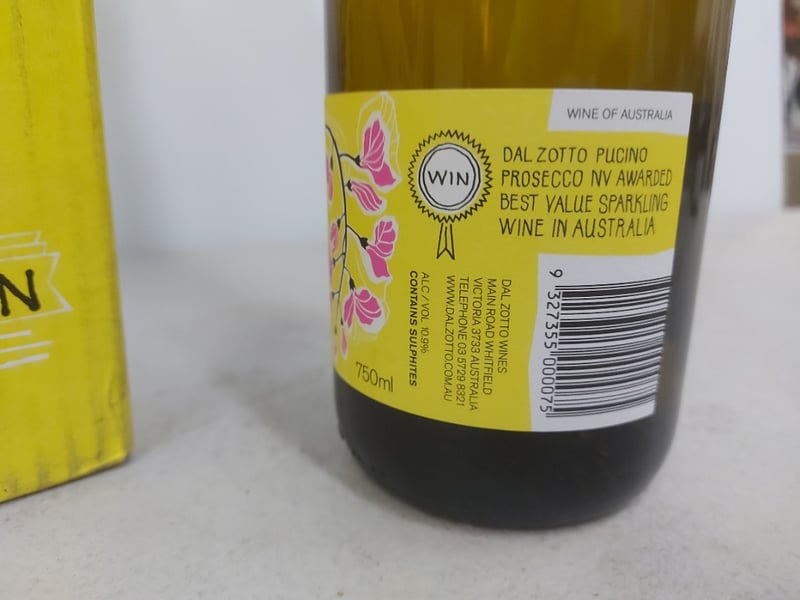 N
WINE OF AUSTRALIA
WIN
DAL ZOTTO PUCINO
PROSECCO NV AWARDED
BEST VALUE SPARKLING
WINE IN AUSTRALIA
DAL ZOTTO WINES
MAIN ROAD WHITFIELD
VICTORIA 3733 AUSTRALIA
TELEPHONE 03 5729 8321
WWW.DALZOTTO.COM.AU
ALC / VOL 10.9%
CONTAINS SULPHITES
750ml
9 327355 000075